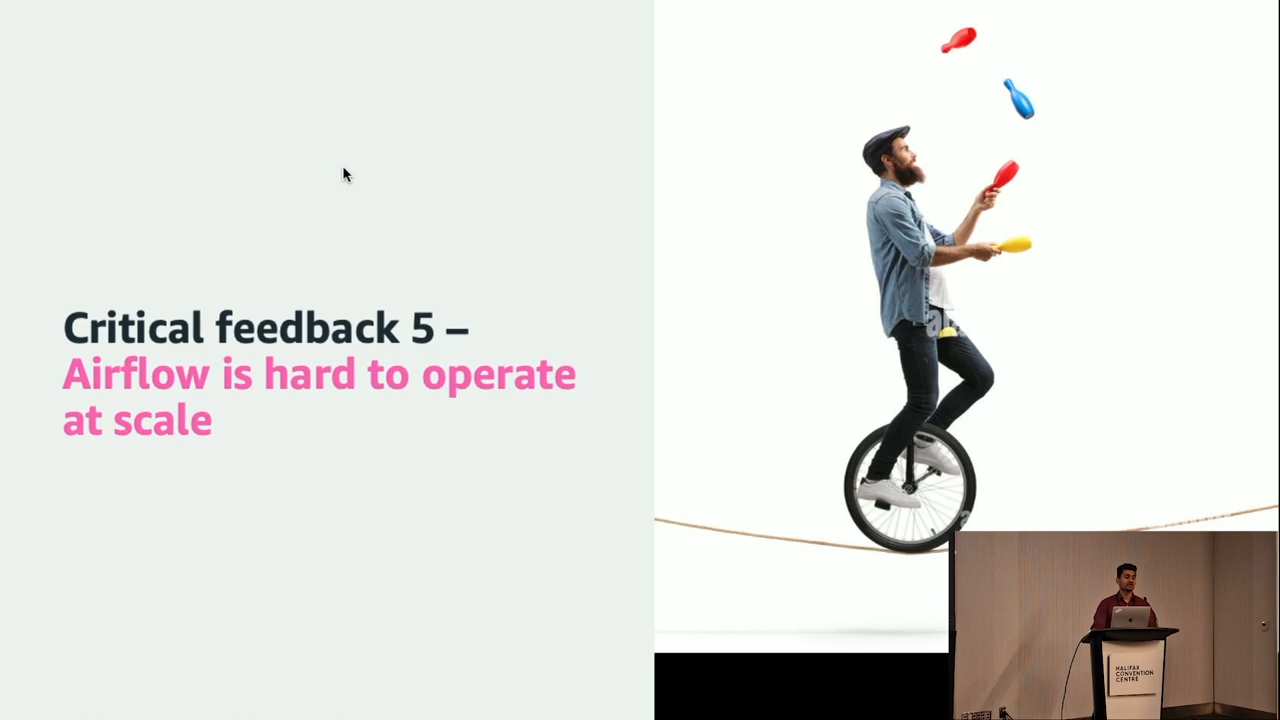 Critical feedback 5 –
Airflow is hard to operate
at scale
HALIFAX
CONVENTION
CENTRE